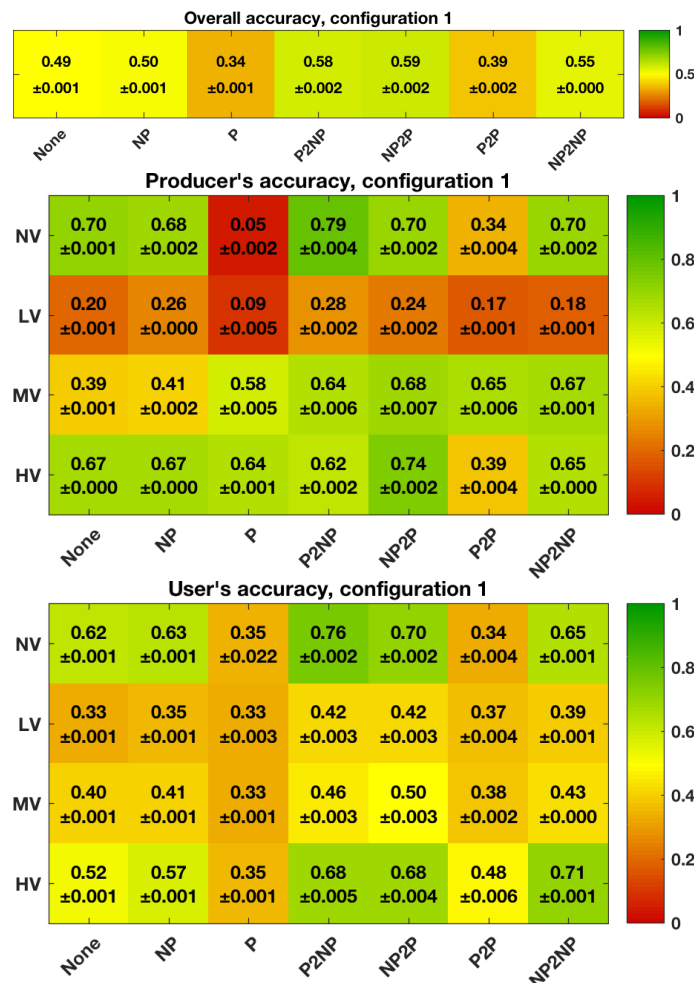 Overall accuracy, configuration 1
0.49 0.50 0.34 0.58 0.59 0.39 0.55
±0.001 ±0.001 ±0.001 ±0.002 ±0.002 ±0.002 ±0.000
None NP P P2NP NP2P P2P NP2NP
1
0.5
0
Producer's accuracy, configuration 1
NV 0.70 0.68 0.05 0.79 0.70 0.34 0.70
±0.001 ±0.002 ±0.002 ±0.004 ±0.002 ±0.004 ±0.002
LV 0.20 0.26 0.09 0.28 0.24 0.17 0.18
±0.001 ±0.000 ±0.005 ±0.002 ±0.002 ±0.001 ±0.001
MV 0.39 0.41 0.58 0.64 0.68 0.65 0.67
±0.001 ±0.002 ±0.005 ±0.006 ±0.007 ±0.006 ±0.001
HV 0.67 0.67 0.64 0.62 0.74 0.39 0.65
±0.000 ±0.000 ±0.001 ±0.002 ±0.002 ±0.004 ±0.000
None NP P P2NP NP2P P2P NP2NP
1
0.8
0.6
0.4
0.2
0
User's accuracy, configuration 1
NV 0.62 0.63 0.35 0.76 0.70 0.34 0.65
±0.001 ±0.001 ±0.022 ±0.002 ±0.002 ±0.004 ±0.001
LV 0.33 0.35 0.33 0.42 0.42 0.37 0.39
±0.001 ±0.001 ±0.003 ±0.003 ±0.003 ±0.004 ±0.001
MV 0.40 0.41 0.33 0.46 0.50 0.38 0.43
±0.001 ±0.001 ±0.001 ±0.003 ±0.003 ±0.002 ±0.000
HV 0.52 0.57 0.35 0.68 0.68 0.48 0.71
±0.001 ±0.001 ±0.001 ±0.005 ±0.004 ±0.006 ±0.001
None NP P P2NP NP2P P2P NP2NP
1
0.8
0.6
0.4
0.2
0